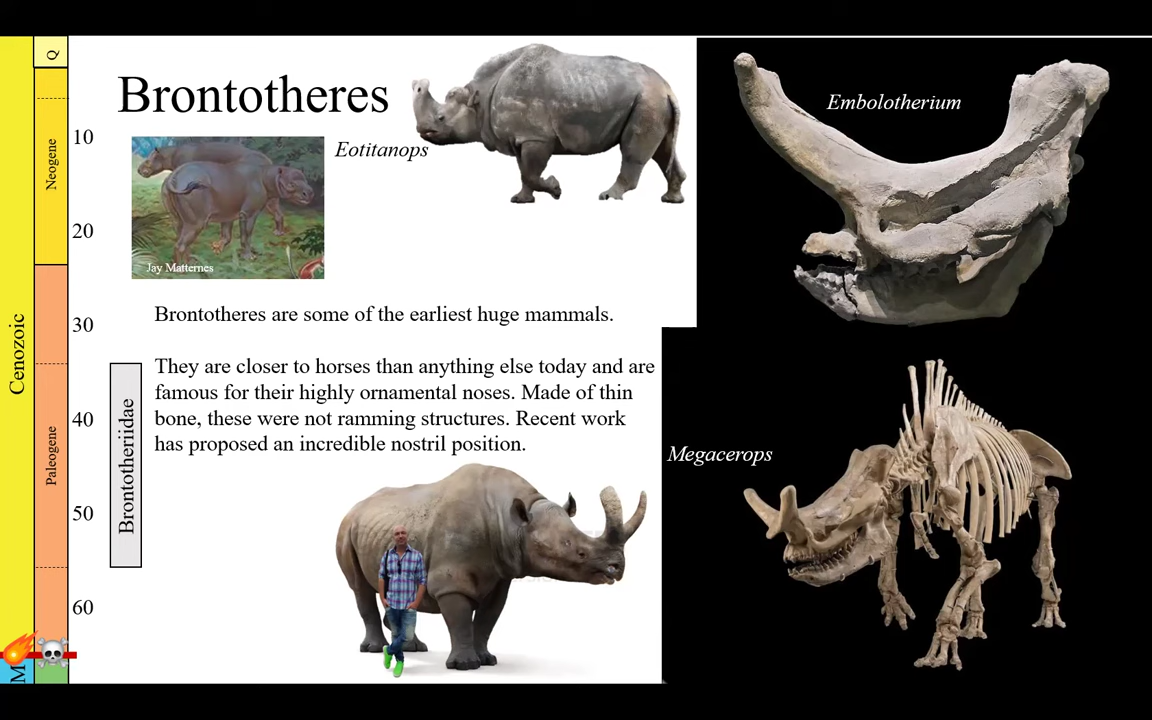 Brontotheres
Eotitanops
Jay Matternes
Brontotheres are some of the earliest huge mammals.
They are closer to horses than anything else today and are
famous for their highly ornamental noses. Made of thin
bone, these were not ramming structures. Recent work
has proposed an incredible nostril position.
Embolotherium
Megacerops
Cenozoic
Q
Neogene
Paleogene
M
10
20
30
40
50
60
Brontotheriidae